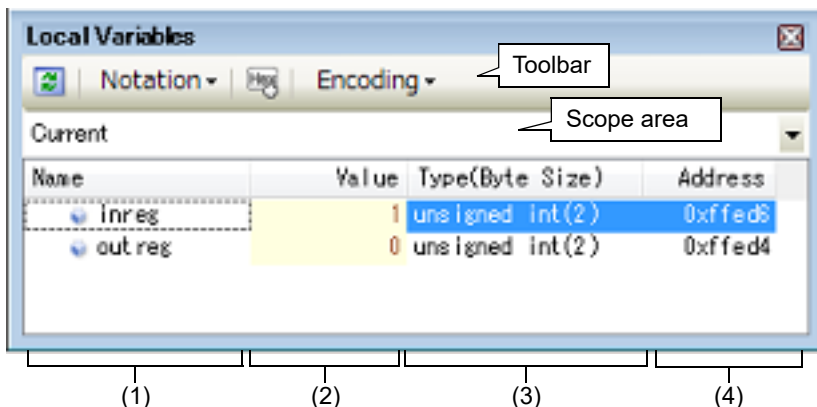 Local Variables
Toolbar
Notation Hex Encoding
Scope area
Current
Name Value Type(Byte Size) Address
inreg 1 unsigned int(2) 0xffed6
outreg 0 unsigned int(2) 0xffed4
(1) (2) (3) (4)